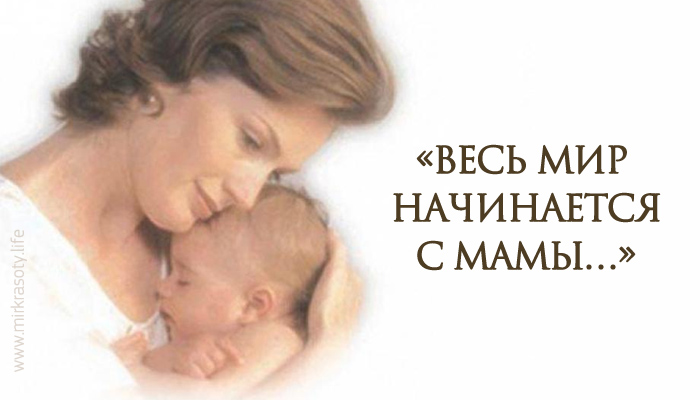 «ВЕСЬ МИР
НАЧИНАЕТСЯ
С МАМЫ...»
www.mirkrasoty.life